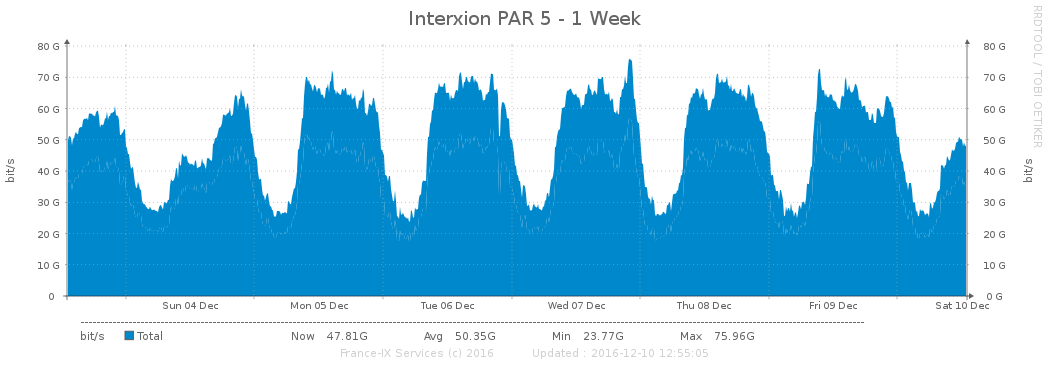 Interxion PAR 5 - 1 Week
RRDTOOL / TOBI OETIKER
80 G 80 G
70 G 70 G
60 G 60 G
50 G 50 G
40 G 40 G
30 G 30 G
20 G 20 G
10 G 10 G
0 0 G
bit/s bit/s
Sun 04 Dec Mon 05 Dec Tue 06 Dec Wed 07 Dec Thu 08 Dec Fri 09 Dec Sat 10 Dec
bit/s Total Now 47.81G Avg 50.35G Min 23.77G Max 75.96G
France-IX Services (c) 2016 Updated : 2016-12-10 12:55:05